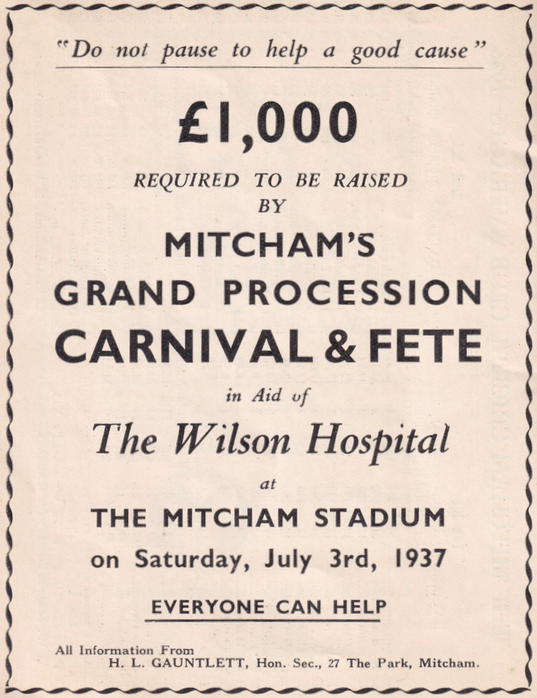 "Do not pause to help a good cause"
£1,000
REQUIRED TO BE RAISED
BY
MITCHAM'S
GRAND PROCESSION
CARNIVAL & FETE
in Aid of
The Wilson Hospital
at
THE MITCHAM STADIUM
on Saturday, July 3rd, 1937
EVERYONE CAN HELP
All Information From
H. L. GAUNTLETT, Hon. Sec., 27 The Park, Mitcham.